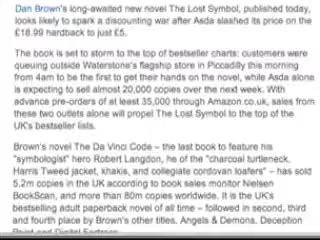 Dan Brown's long-awaited new novel The Lost Symbol, published today,
looks likely to spark a discounting war after Asda slashed its price on the
£18.99 hardback to just £5.
The book is set to storm to the top of bestseller charts: customers were
queuing outside Waterstone's flagship store in Piccadilly this morning
from 4am to be the first to get their hands on the novel, while Asda alone
is expecting to sell almost 20,000 copies over the next week. With
advance pre-orders of at least 35,000 through Amazon.co.uk, sales from
these two outlets alone will propel The Lost Symbol to the top of the
UK's bestseller lists.
Brown's novel The Da Vinci Code – the last book to feature his
"symbologist" hero Robert Langdon, he of the "charcoal turtleneck,
Harris Tweed jacket, khakis, and collegiate cordovan loafers" – has sold
5.2m copies in the UK according to book sales monitor Nielsen
BookScan, and more than 80m copies worldwide. It is the UK's
bestselling adult paperback novel of all time – followed in second, third
and fourth place by Brown's other titles, Angels & Demons, Deception
Point and Digital Fortress